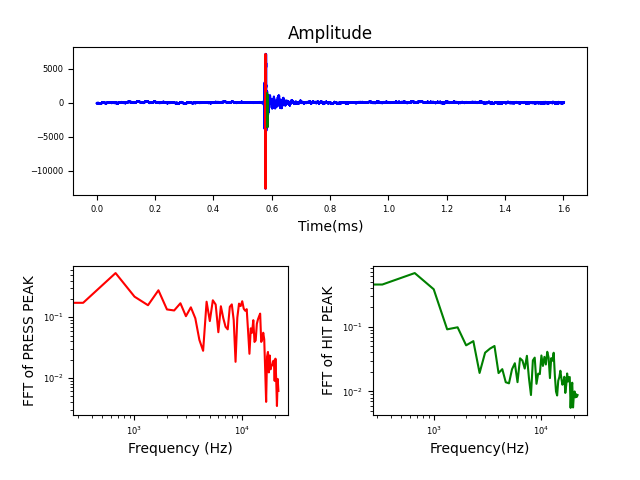 Amplitude
5000
0
−5000
−10000
0.0 0.2 0.4 0.6 0.8 1.0 1.2 1.4 1.6
Time(ms)
FFT of PRESS PEAK
10⁻¹
10⁻²
10³ 10⁴
Frequency (Hz)
FFT of HIT PEAK
10⁻¹
10⁻²
10³ 10⁴
Frequency(Hz)